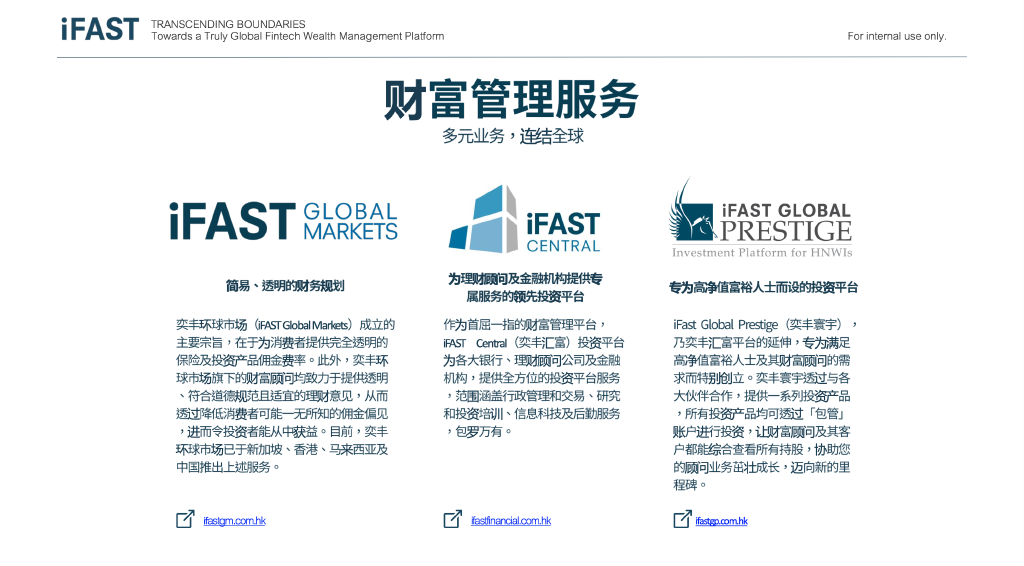 iFAST
TRANSCENDING BOUNDARIES
Towards a Truly Global Fintech Wealth Management Platform
For internal use only.
财富管理服务
多元业务，连结全球
iFAST GLOBAL MARKETS
简易、透明的财务规划
奕丰环球市场（iFAST Global Markets）成立的
主要宗旨，在于为消费者提供完全透明的
保险及投资产品佣金费率。此外，奕丰环
球市场旗下的财富顾问均致力于提供透明
、符合道德规范且适宜的理财意见，从而
透过降低消费者可能一无所知的佣金偏见
，进而令投资者能从中获益。目前，奕丰
环球市场已于新加坡、香港、马来西亚及
中国推出上述服务。
ifastgm.com.hk
iFAST
CENTRAL
为理财顾问及金融机构提供专
属服务的领先投资平台
作为首屈一指的财富管理平台，
iFAST Central（奕丰汇富）投资平台
为各大银行、理财顾问公司及金融
机构，提供全方位的投资平台服务
，范围涵盖行政管理和交易、研究
和投资培训、信息科技及后勤服务
，包罗万有。
ifastfinancial.com.hk
iFAST GLOBAL
PRESTIGE
Investment Platform for HNWIs
专为高净值富裕人士而设的投资平台
iFast Global Prestige（奕丰寰宇），
乃奕丰汇富平台的延伸，专为满足
高净值富裕人士及其财富顾问的需
求而特别创立。奕丰寰宇透过与各
大伙伴合作，提供一系列投资产品
，所有投资产品均可透过「包管」
账户进行投资，让财富顾问及其客
户都能综合查看所有持股，协助您
的顾问业务茁壮成长，迈向新的里
程碑。
ifastgp.com.hk